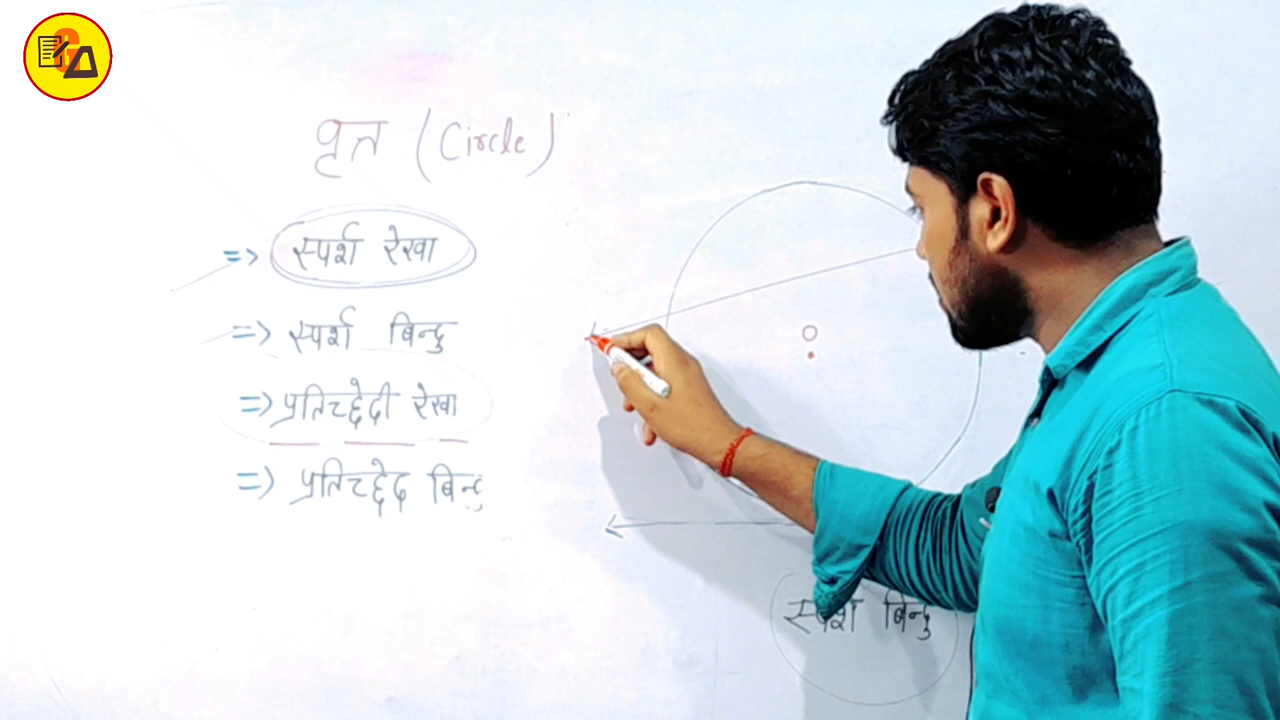 वृत्त (Circle)
=> स्पर्श रेखा
=> स्पर्श बिन्दु
=> प्रतिच्छेदी रेखा
=> प्रतिच्छेद बिन्दु
O
स्पर्श बिन्दु